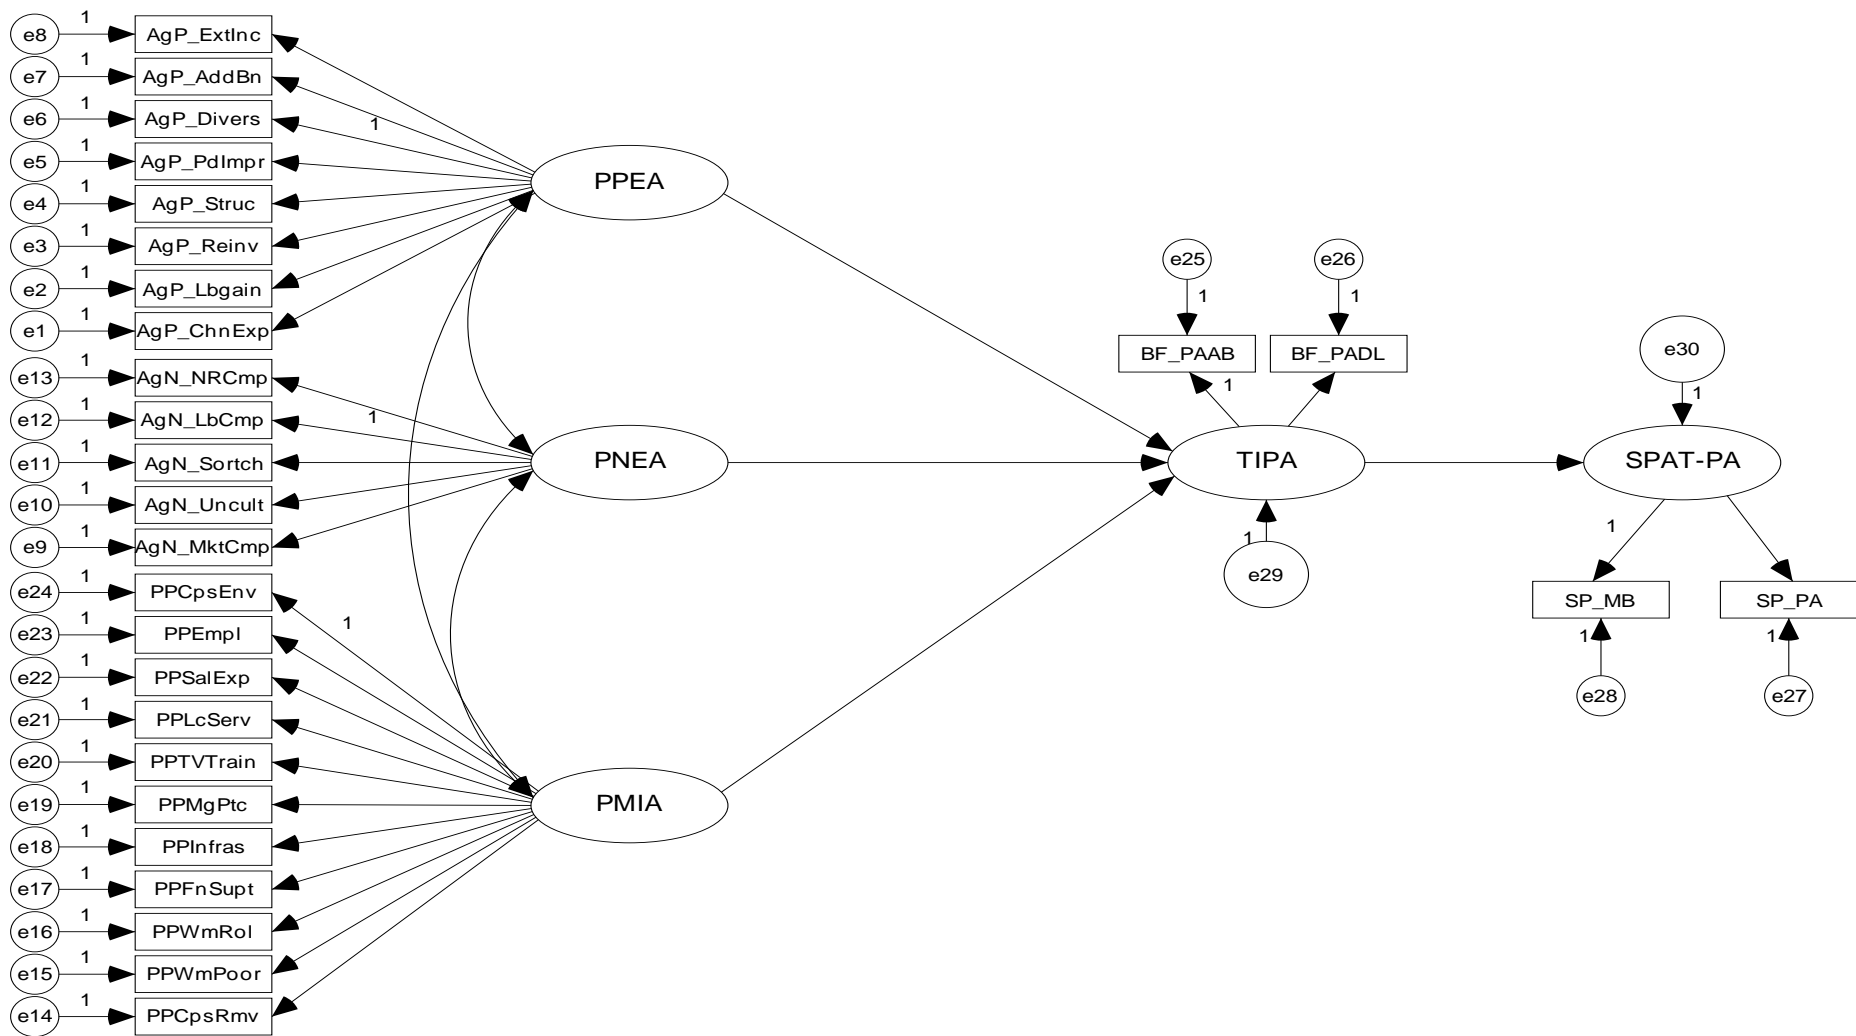 e8 1 AgP_ExtInc
e7 1 AgP_AddBn
e6 1 AgP_Divers 1
e5 1 AgP_PdImpr
PPEA
e4 1 AgP_Struc
e3 1 AgP_Reinv
e2 1 AgP_Lbgain
e1 1 AgP_ChnExp
e25 e26
1 1
BF_PAAB BF_PADL
e30
1
1
e13 1 AgN_NRCmp
e12 1 AgN_LbCmp 1
e11 1 AgN_Sortch
PNEA TIPA SPAT-PA
e10 1 AgN_Uncult
e9 1 AgN_MktCmp
1
e29
1
SP_MB SP_PA
1 1
e28 e27
e24 1 PPCpsEnv
e23 1 PPEmpl 1
e22 1 PPSalExp
e21 1 PPLcServ
e20 1 PPTVTrain
e19 1 PPMgPtc
PMIA
e18 1 PPInfras
e17 1 PPFnSupt
e16 1 PPWmRol
e15 1 PPWmPoor
e14 1 PPCpsRmv